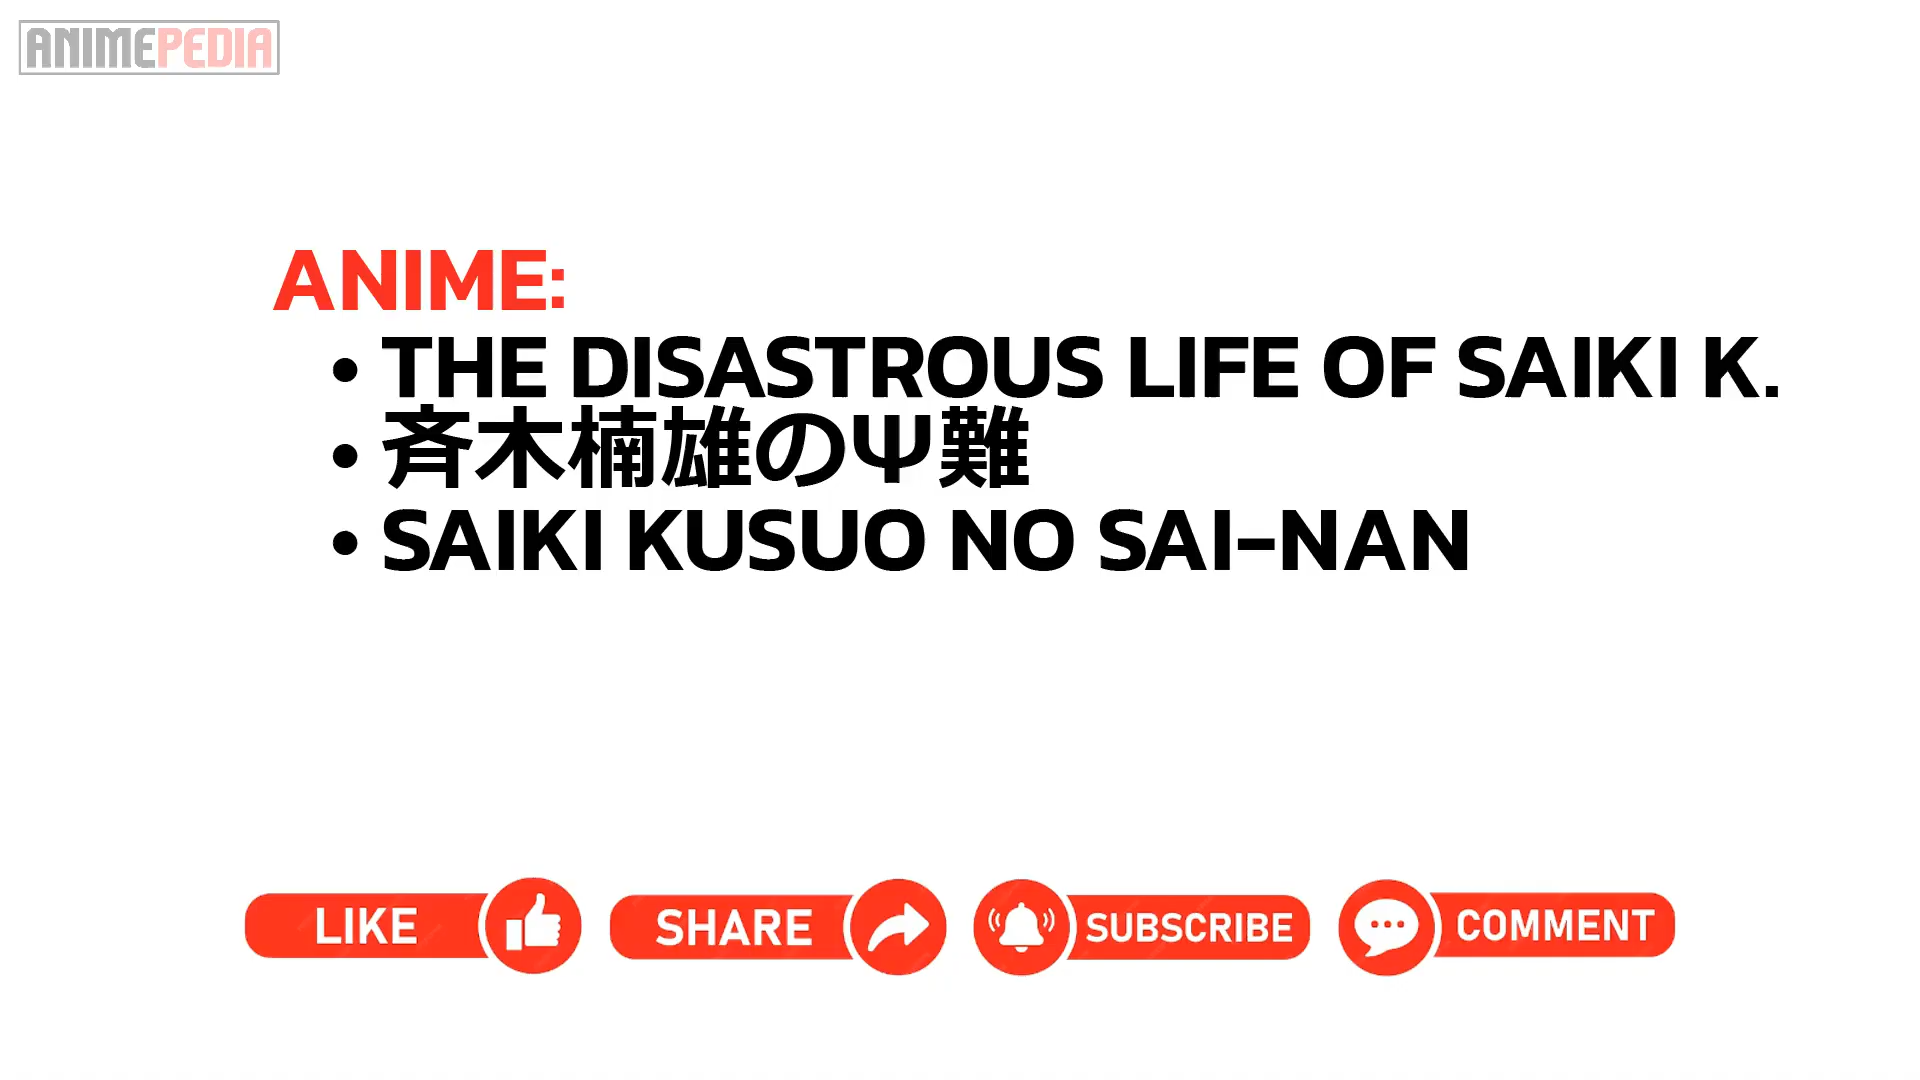 ANIMEPEDIA
ANIME:
• THE DISASTROUS LIFE OF SAIKI K.
• 斉木楠雄のΨ難
• SAIKI KUSUO NO SAI-NAN
LIKE
SHARE
SUBSCRIBE
COMMENT